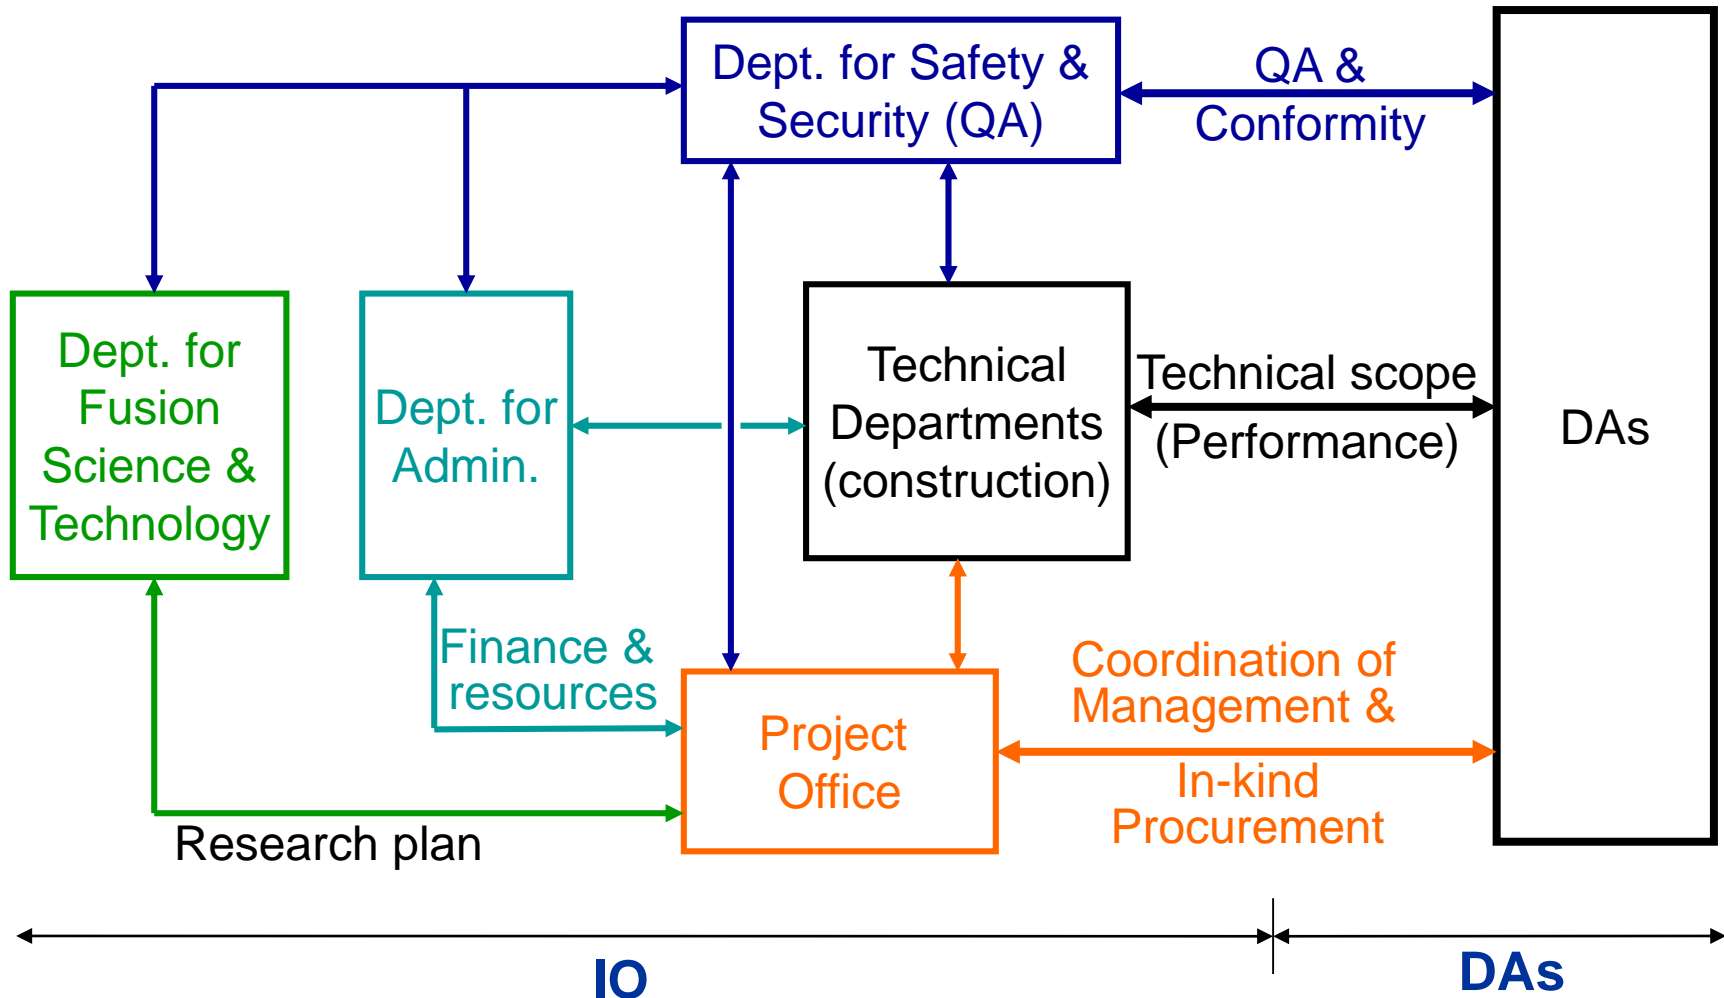 Dept. for Safety &
Security (QA)
QA &
Conformity
Dept. for
Fusion
Science &
Technology
Dept. for
Admin.
Technical
Departments
(construction)
Technical scope
(Performance)
DAs
Finance &
resources
Project
Office
Coordination of
Management &
In-kind
Procurement
Research plan
IO
DAs